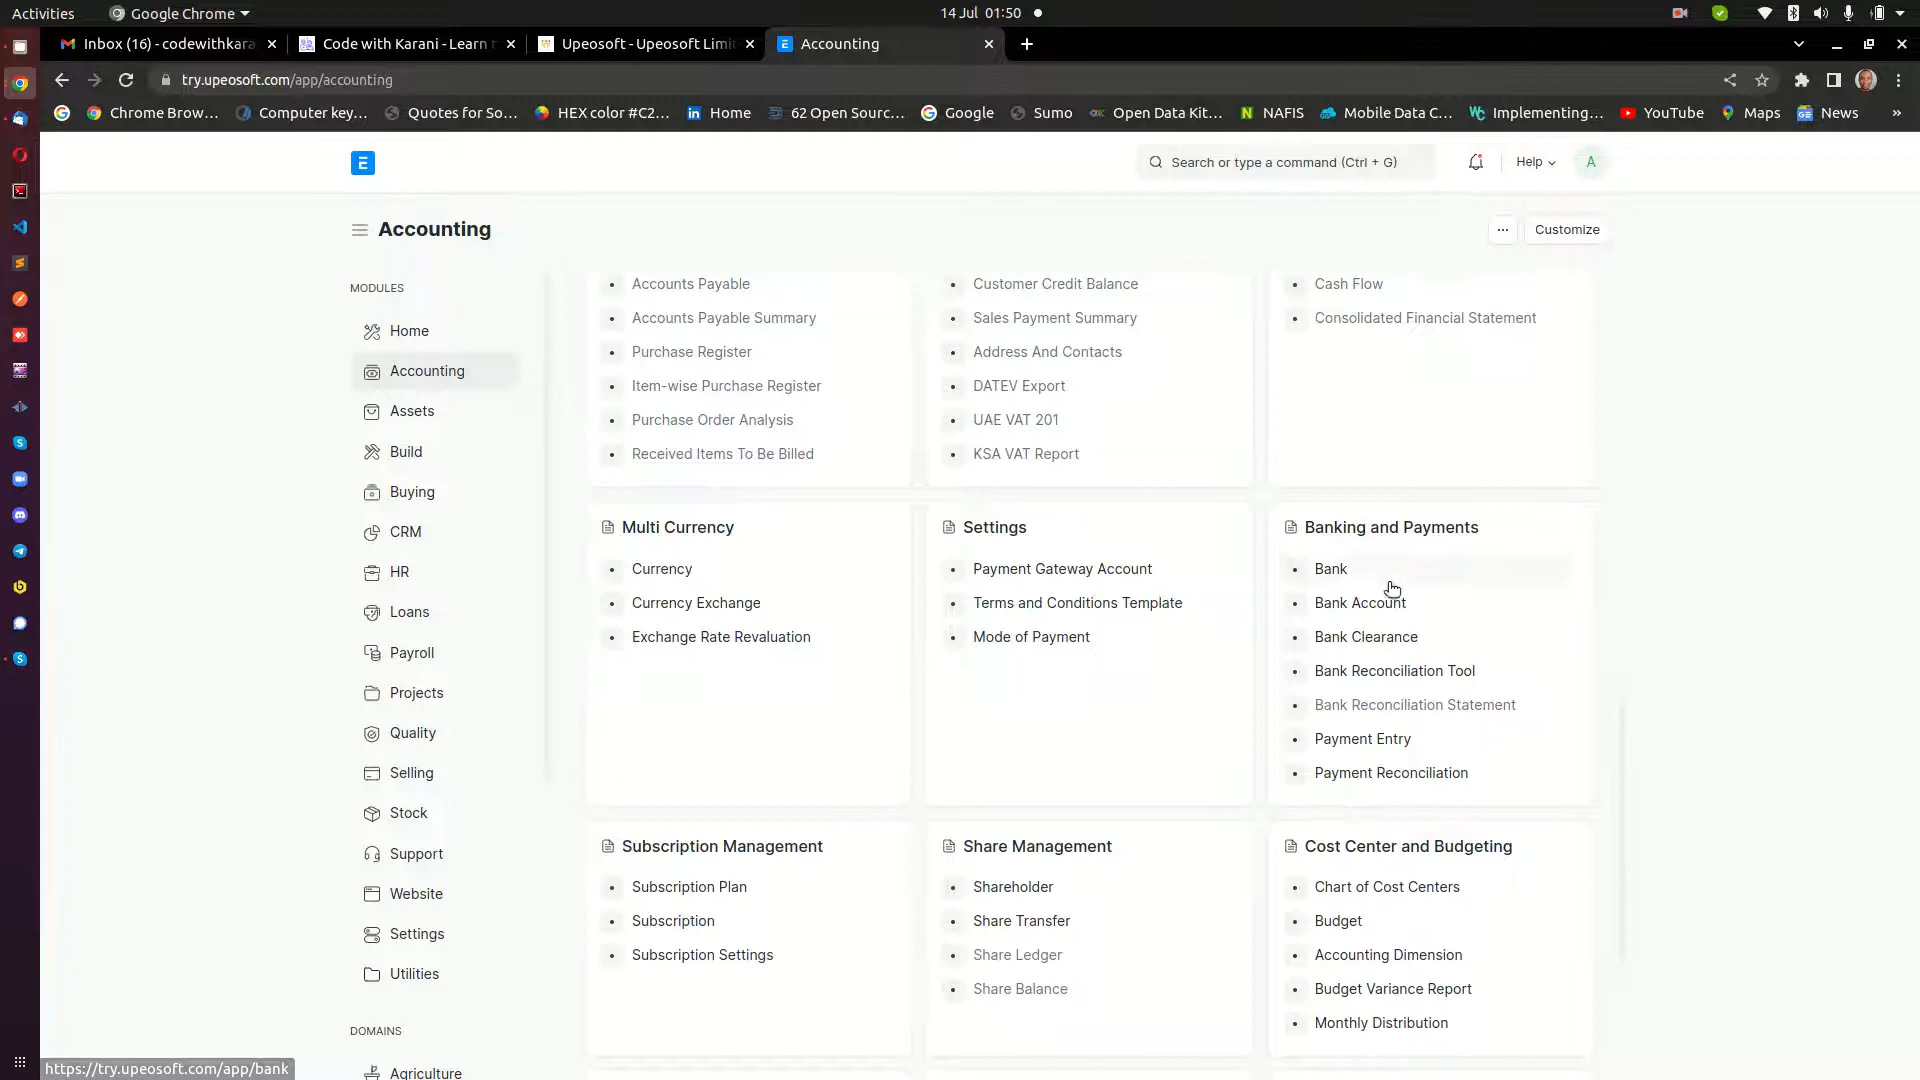 Activities
Google Chrome
14 Jul 01:50
Inbox (16) - codewithkara
Code with Karani - Learn t
Upeosoft - Upeosoft Limit
Accounting
try.upeosoft.com/app/accounting
Chrome Brow...
Computer key...
Quotes for So...
HEX color #C2...
Home
62 Open Sourc...
Google
Sumo
Open Data Kit...
NAFIS
Mobile Data C...
Implementing...
YouTube
Maps
News
»
E
Search or type a command (Ctrl + G)
Help
A
Accounting
...
Customize
MODULES
Home
Accounting
Assets
Build
Buying
CRM
HR
Loans
Payroll
Projects
Quality
Selling
Stock
Support
Website
Settings
Utilities
DOMAINS
Agriculture
Accounts Payable
Accounts Payable Summary
Purchase Register
Item-wise Purchase Register
Purchase Order Analysis
Received Items To Be Billed
Customer Credit Balance
Sales Payment Summary
Address And Contacts
DATEV Export
UAE VAT 201
KSA VAT Report
Cash Flow
Consolidated Financial Statement
Multi Currency
Currency
Currency Exchange
Exchange Rate Revaluation
Settings
Payment Gateway Account
Terms and Conditions Template
Mode of Payment
Banking and Payments
Bank
Bank Account
Bank Clearance
Bank Reconciliation Tool
Bank Reconciliation Statement
Payment Entry
Payment Reconciliation
Subscription Management
Subscription Plan
Subscription
Subscription Settings
Share Management
Shareholder
Share Transfer
Share Ledger
Share Balance
Cost Center and Budgeting
Chart of Cost Centers
Budget
Accounting Dimension
Budget Variance Report
Monthly Distribution
https://try.upeosoft.com/app/bank